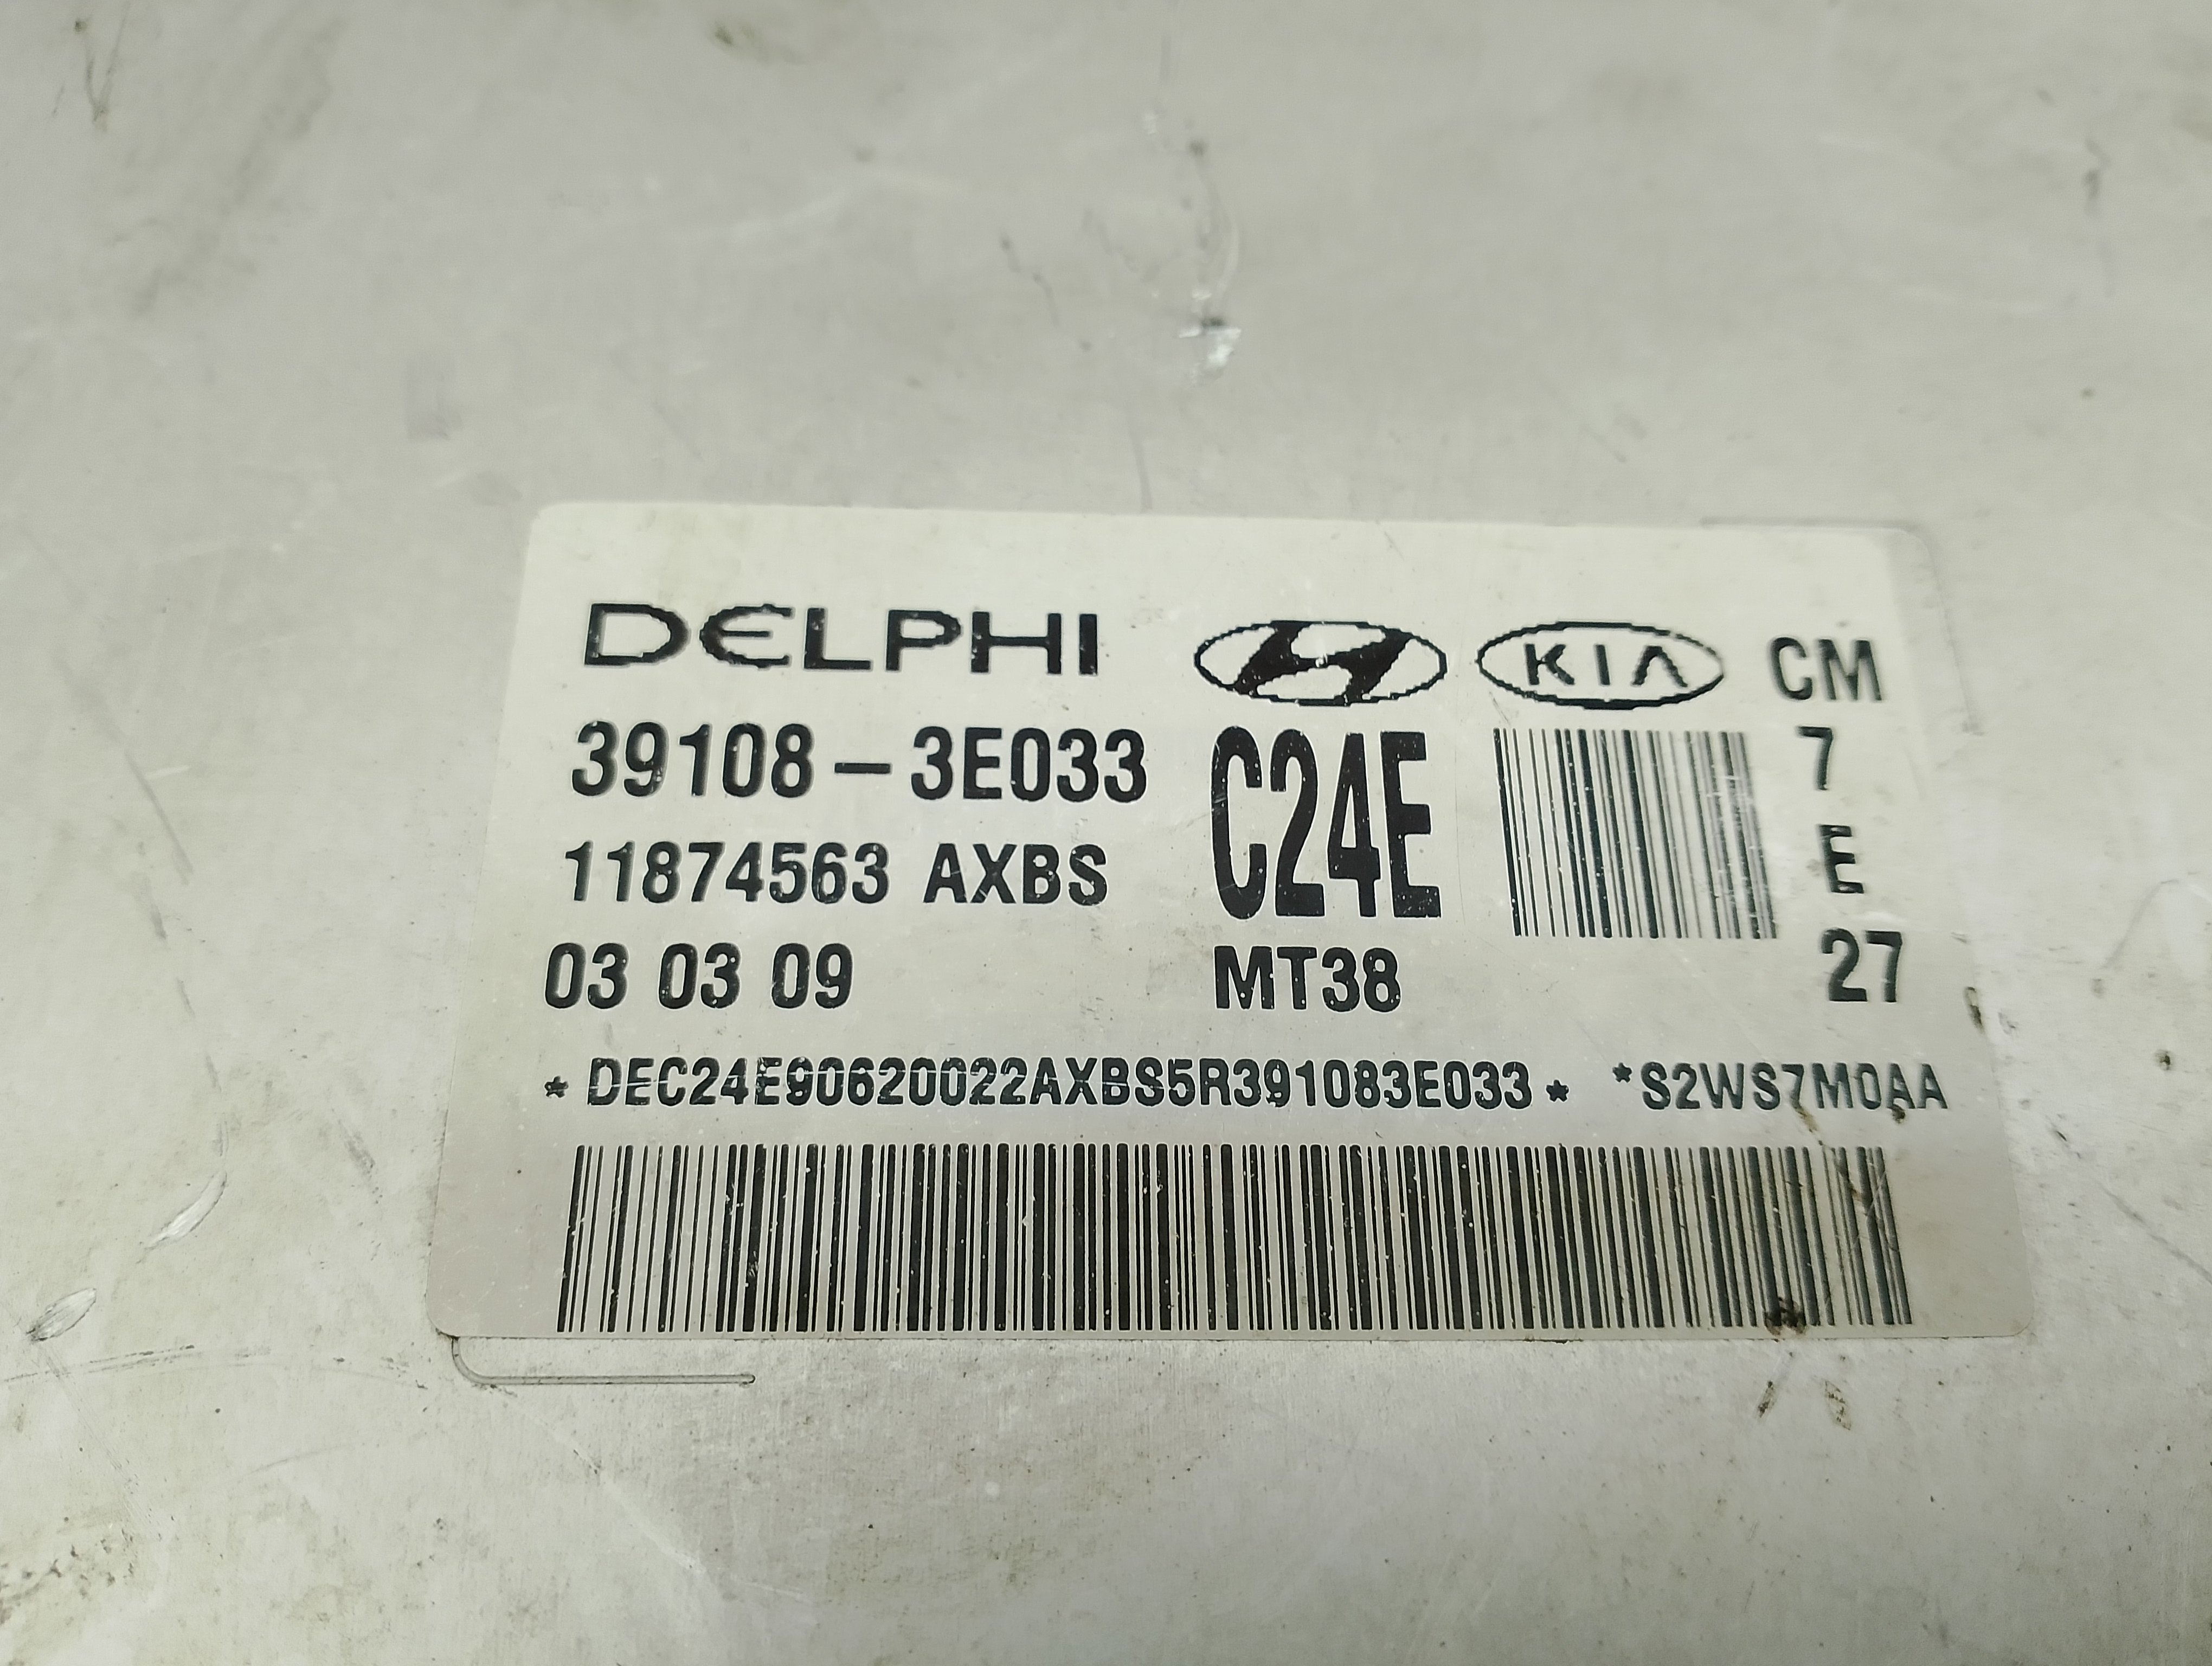 DELPHI KIA CM
39108-3E033 C24E 7
11874563 AXBS E
03 03 09 MT38 27
* DEC24E90620022AXBS5R391083E033* *S2WS7M0AA